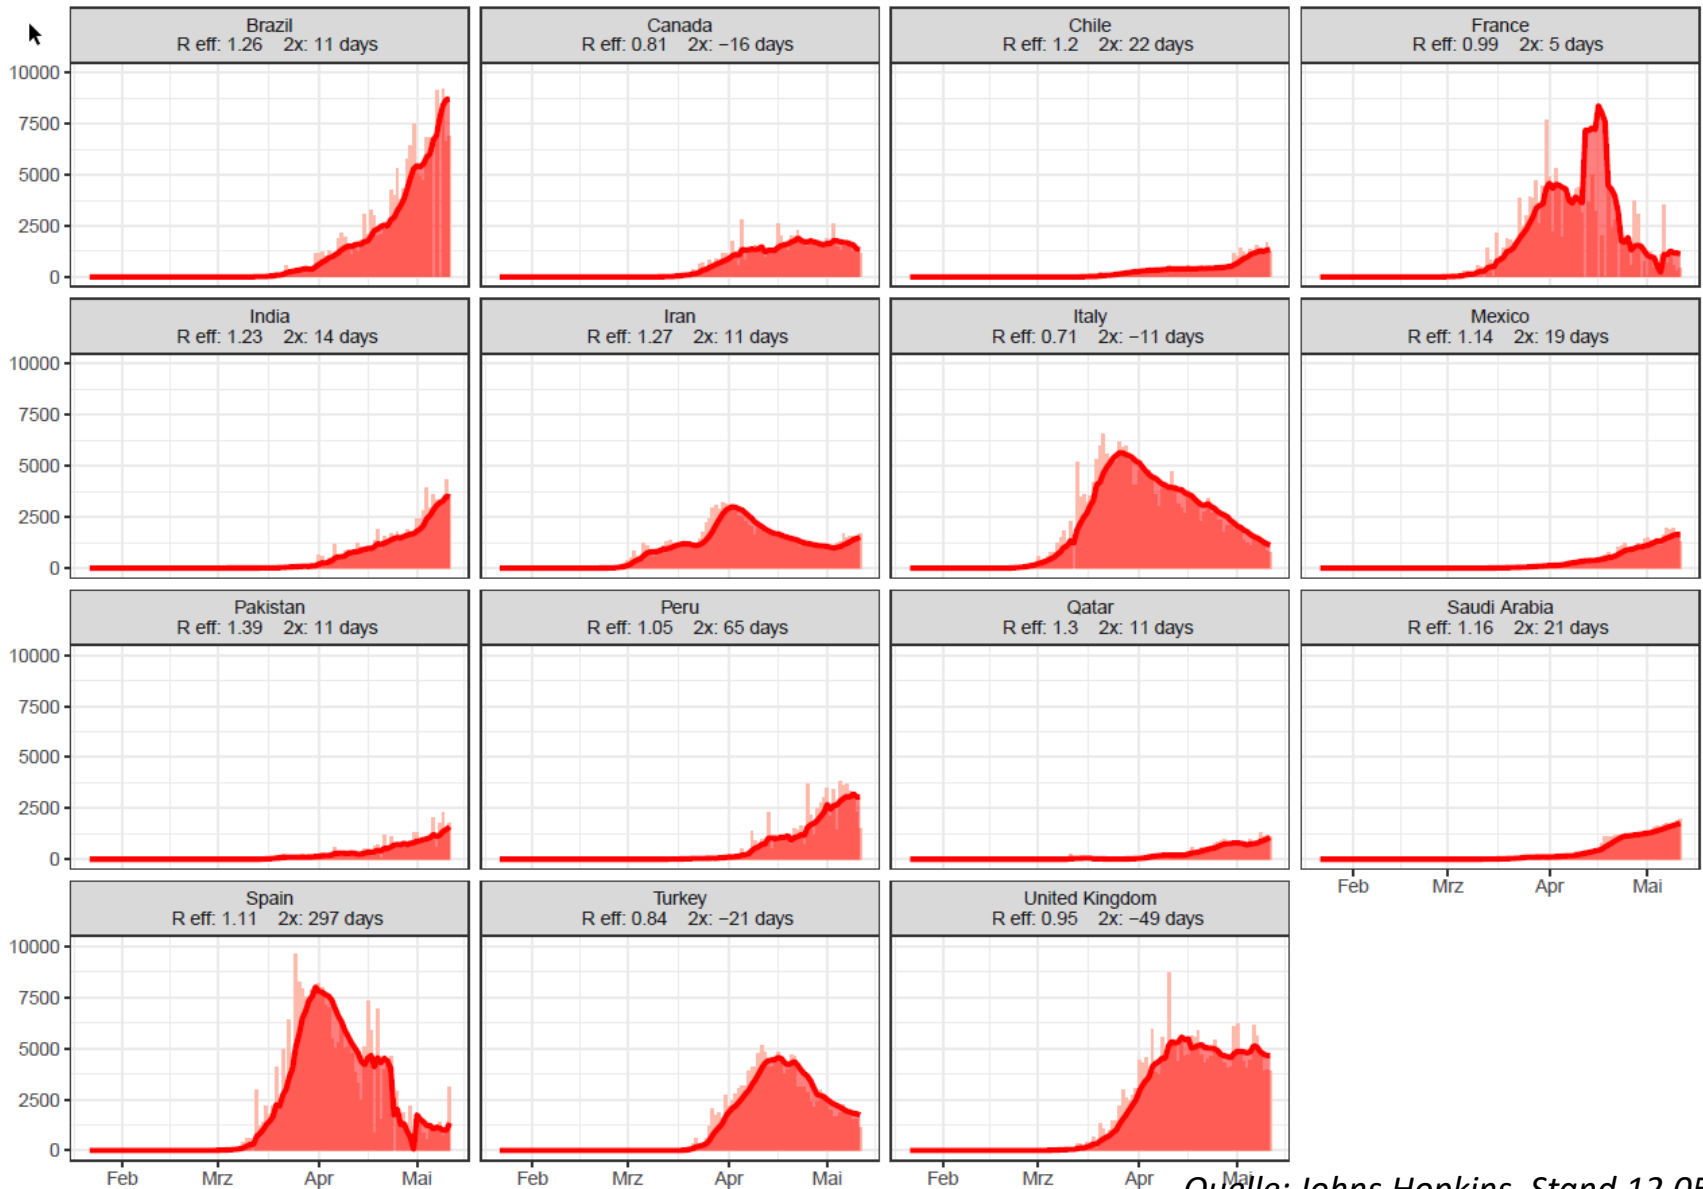 Brazil
R eff: 1.26 2x: 11 days
Canada
R eff: 0.81 2x: −16 days
Chile
R eff: 1.2 2x: 22 days
France
R eff: 0.99 2x: 5 days
10000
7500
5000
2500
0
India
R eff: 1.23 2x: 14 days
Iran
R eff: 1.27 2x: 11 days
Italy
R eff: 0.71 2x: −11 days
Mexico
R eff: 1.14 2x: 19 days
10000
7500
5000
2500
0
Pakistan
R eff: 1.39 2x: 11 days
Peru
R eff: 1.05 2x: 65 days
Qatar
R eff: 1.3 2x: 11 days
Saudi Arabia
R eff: 1.16 2x: 21 days
10000
7500
5000
2500
0
Feb Mrz Apr Mai
Spain
R eff: 1.11 2x: 297 days
Turkey
R eff: 0.84 2x: −21 days
United Kingdom
R eff: 0.95 2x: −49 days
10000
7500
5000
2500
0
Feb Mrz Apr Mai
Feb Mrz Apr Mai
Feb Mrz Apr Mai
Quelle: Johns Hopkins, Stand 12.05